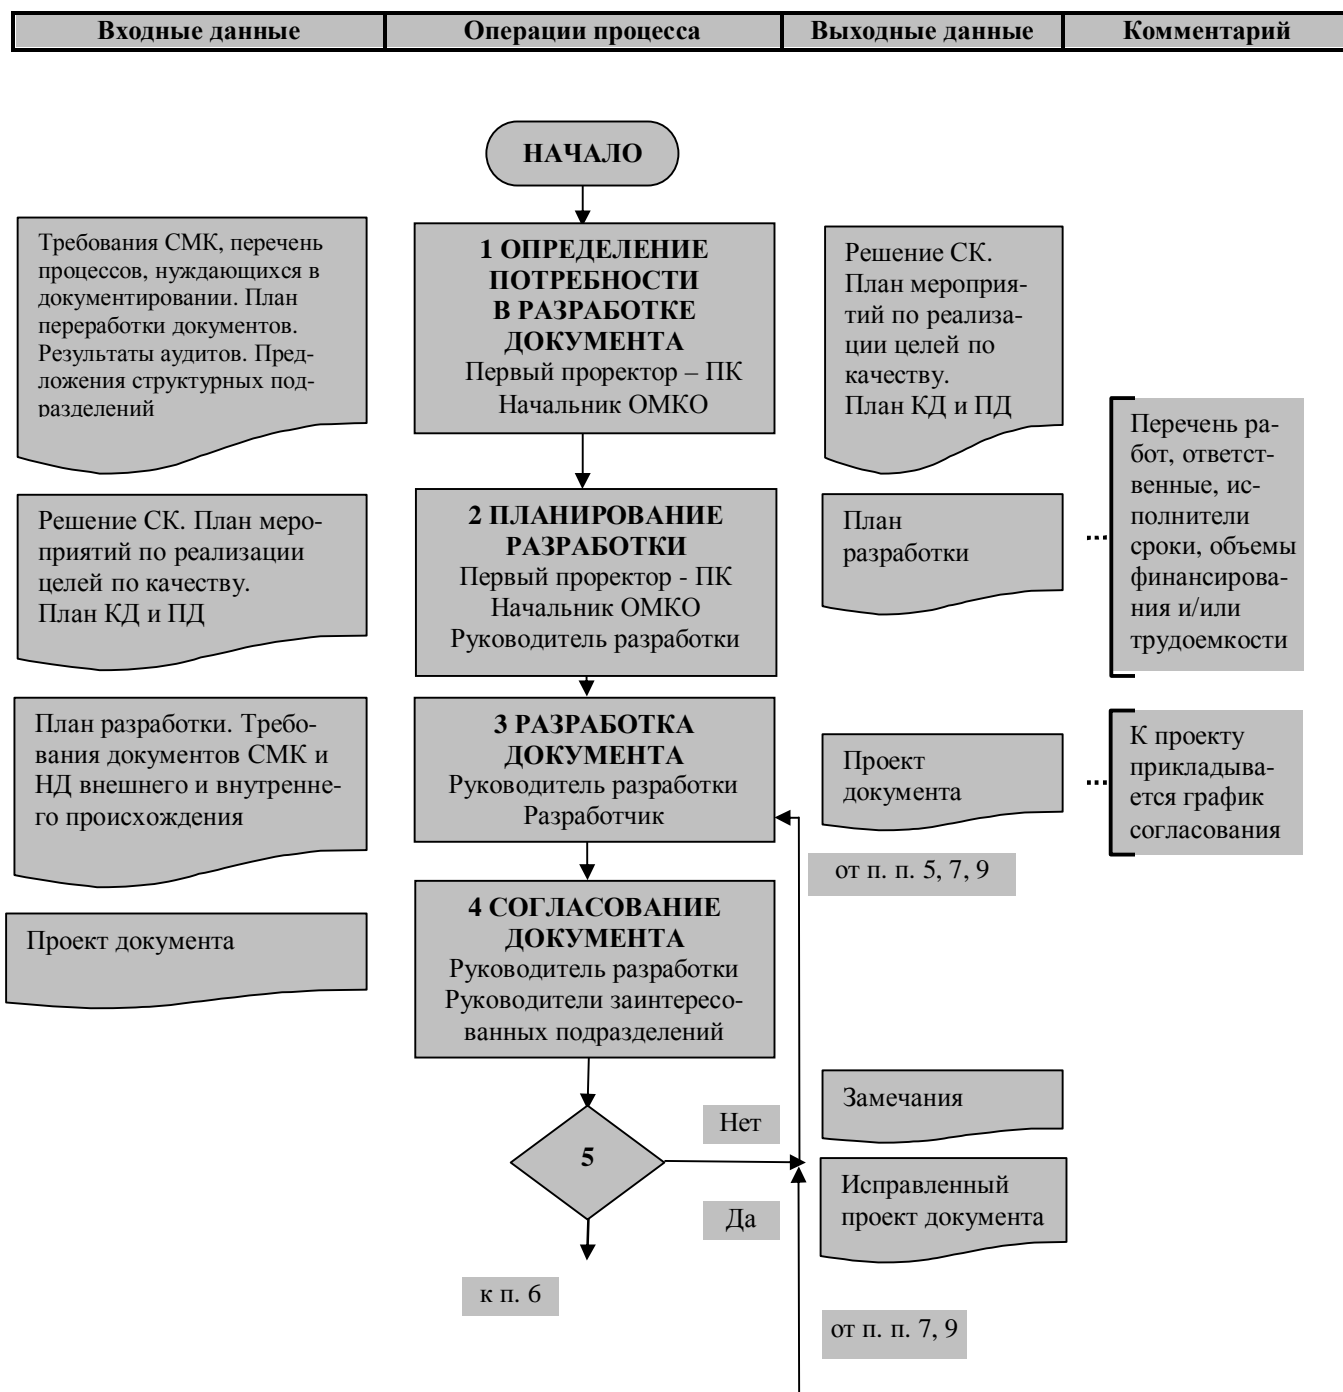 Входные данные
Операции процесса
Выходные данные
Комментарий
НАЧАЛО
Требования СМК, перечень
процессов, нуждающихся в
документировании. План
переработки документов.
Результаты аудитов. Пред-
ложения структурных под-
разделений
1 ОПРЕДЕЛЕНИЕ
ПОТРЕБНОСТИ
В РАЗРАБОТКЕ
ДОКУМЕНТА
Первый проректор – ПК
Начальник ОМКО
Решение СК.
План мероприя-
тий по реализа-
ции целей по
качеству.
План КД и ПД
Перечень ра-
бот, ответст-
венные, ис-
полнители
сроки, объемы
финансирова-
ния и/или
трудоемкости
Решение СК. План меро-
приятий по реализации
целей по качеству.
План КД и ПД
2 ПЛАНИРОВАНИЕ
РАЗРАБОТКИ
Первый проректор - ПК
Начальник ОМКО
Руководитель разработки
План
разработки
План разработки. Требо-
вания документов СМК и
НД внешнего и внутренне-
го происхождения
3 РАЗРАБОТКА
ДОКУМЕНТА
Руководитель разработки
Разработчик
Проект
документа
К проекту
прикладыва-
ется график
согласования
от п. п. 5, 7, 9
Проект документа
4 СОГЛАСОВАНИЕ
ДОКУМЕНТА
Руководитель разработки
Руководители заинтересо-
ванных подразделений
Замечания
Нет
5
Исправленный
проект документа
Да
к п. 6
от п. п. 7, 9